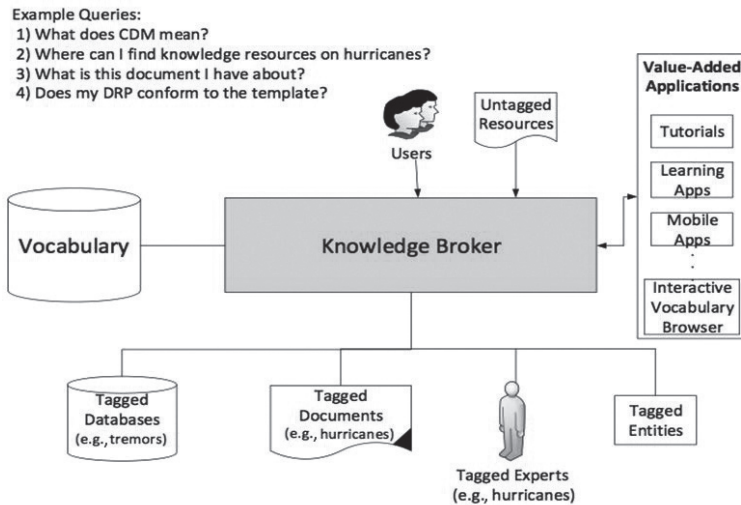 Example Queries:
1) What does CDM mean?
2) Where can I find knowledge resources on hurricanes?
3) What is this document I have about?
4) Does my DRP conform to the template?
Users
Untagged
Resources
Value-Added
Applications
Tutorials
Learning
Apps
Mobile
Apps
Interactive
Vocabulary
Browser
Vocabulary
Knowledge Broker
Tagged
Databases
(e.g., tremors)
Tagged
Documents
(e.g., hurricanes)
Tagged Experts
(e.g., hurricanes)
Tagged
Entities